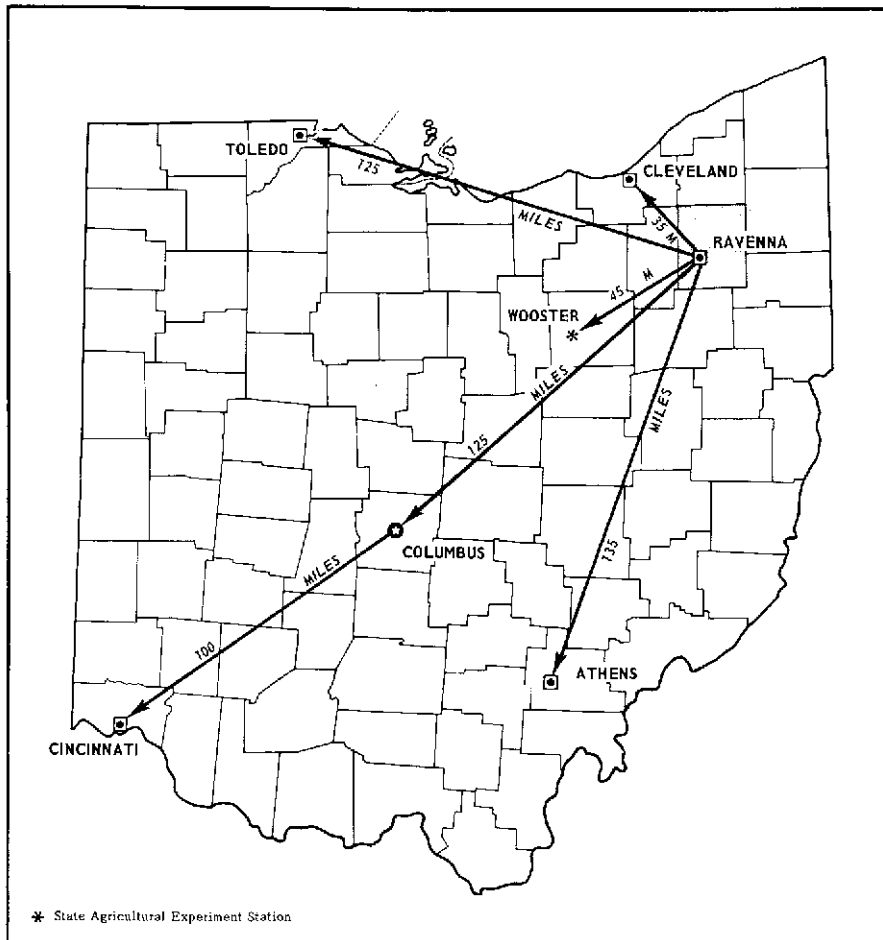 TOLEDO
CLEVELAND
125
MILES
35 M
RAVENNA
45 M
WOOSTER
*
MILES
MILES
125
COLUMBUS
135
MILES
100
ATHENS
CINCINNATI
* State Agricultural Experiment Station